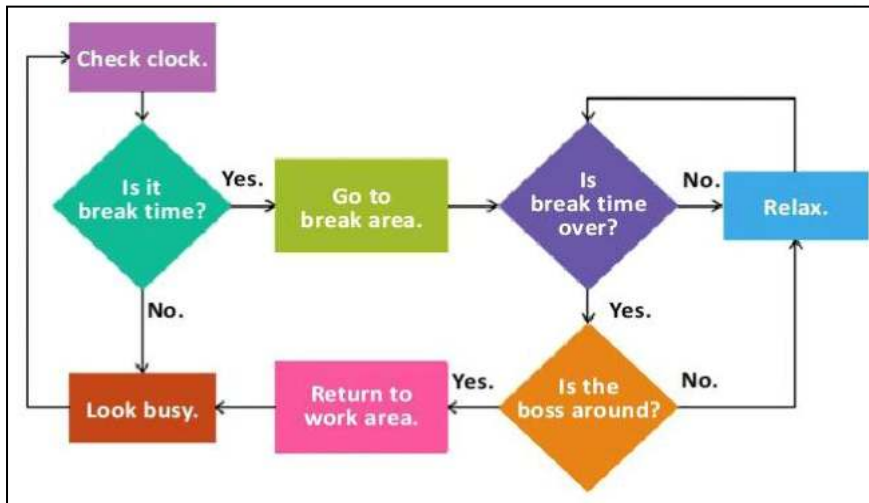 Check clock.
Is it
break time?
Yes.
Go to
break area.
Is
break time
over?
No.
Relax.
No.
Yes.
Look busy.
Return to
work area.
Yes.
Is the
boss around?
No.